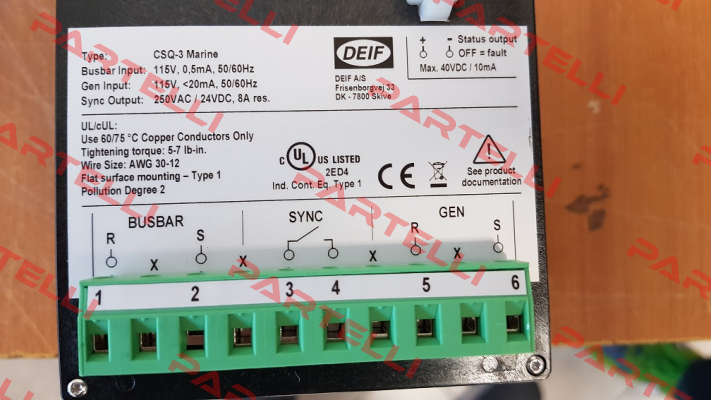 Type: CSQ-3 Marine
Busbar Input: 115V, 0,5mA, 50/60Hz
Gen Input: 115V, <20mA, 50/60Hz
Sync Output: 250VAC / 24VDC, 8A res.
DEIF
DEIF A/S
Frisenborgvej 33
DK - 7800 Skive
+ - Status output
OFF = fault
Max. 40VDC / 10mA
UL/cUL:
Use 60/75 °C Copper Conductors Only
Tightening torque: 5-7 lb-in.
Wire Size: AWG 30-12
Flat surface mounting – Type 1
Pollution Degree 2
C UL US LISTED
2ED4
Ind. Cont. Eq. Type 1
CE
See product
documentation
BUSBAR SYNC GEN
R S R S
X X X X
1 2 3 4 5 6
PARTELLI
PARTELLI
PARTELLI
PARTELLI
PARTELLI
PARTELLI